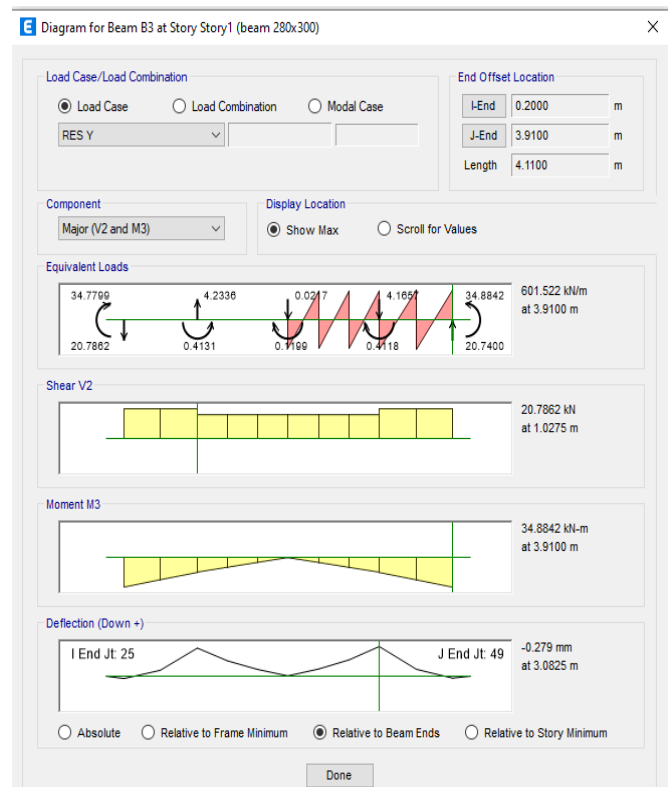 E Diagram for Beam B3 at Story Story1 (beam 280x300) X
Load Case/Load Combination
Load Case Load Combination Modal Case
RES Y
End Offset Location
I-End 0.2000 m
J-End 3.9100 m
Length 4.1100 m
Component
Major (V2 and M3)
Display Location
Show Max Scroll for Values
Equivalent Loads
34.7799 4.2336 0.0217 4.1657 34.8842
20.7862 0.4131 0.1199 0.4118 20.7400
601.522 kN/m
at 3.9100 m
Shear V2
20.7862 kN
at 1.0275 m
Moment M3
34.8842 kN-m
at 3.9100 m
Deflection (Down +)
I End Jt: 25 J End Jt: 49
-0.279 mm
at 3.0825 m
Absolute Relative to Frame Minimum Relative to Beam Ends Relative to Story Minimum
Done